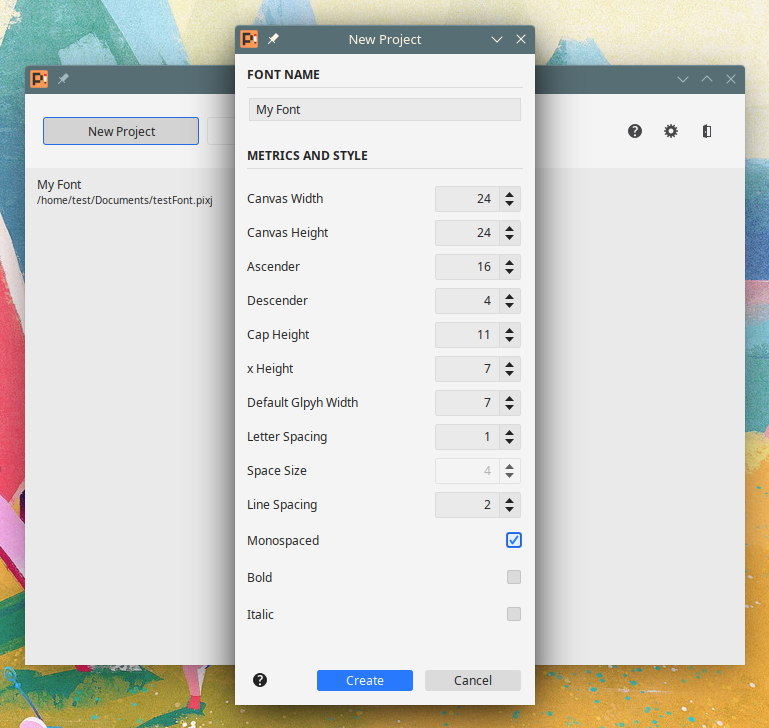 New Project
FONT NAME
My Font
METRICS AND STYLE
Canvas Width 24
Canvas Height 24
Ascender 16
Descender 4
Cap Height 11
x Height 7
Default Glpyh Width 7
Letter Spacing 1
Space Size 4
Line Spacing 2
Monospaced
Bold
Italic
Create Cancel
New Project
My Font
/home/test/Documents/testFont.pixj